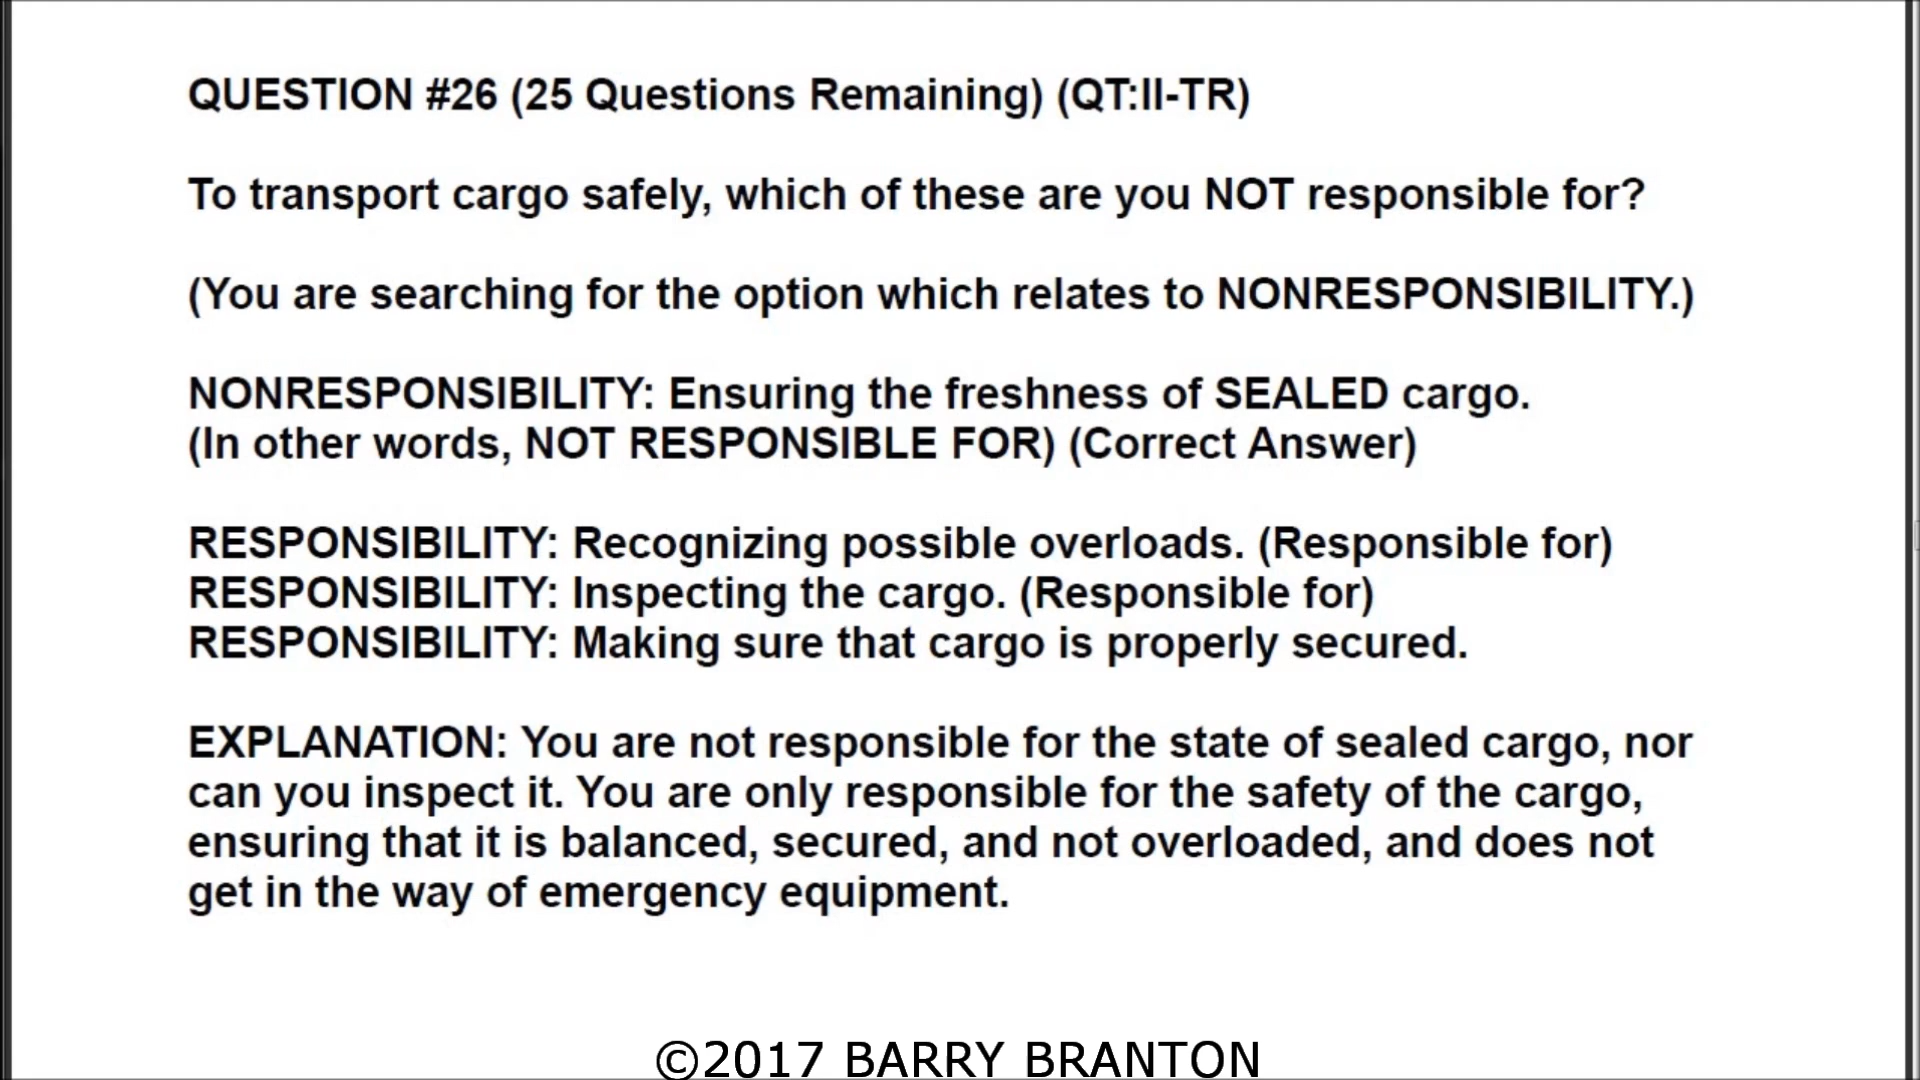 QUESTION #26 (25 Questions Remaining) (QT:II-TR)
To transport cargo safely, which of these are you NOT responsible for?
(You are searching for the option which relates to NONRESPONSIBILITY.)
NONRESPONSIBILITY: Ensuring the freshness of SEALED cargo.
(In other words, NOT RESPONSIBLE FOR) (Correct Answer)
RESPONSIBILITY: Recognizing possible overloads. (Responsible for)
RESPONSIBILITY: Inspecting the cargo. (Responsible for)
RESPONSIBILITY: Making sure that cargo is properly secured.
EXPLANATION: You are not responsible for the state of sealed cargo, nor
can you inspect it. You are only responsible for the safety of the cargo,
ensuring that it is balanced, secured, and not overloaded, and does not
get in the way of emergency equipment.
©2017 BARRY BRANTON